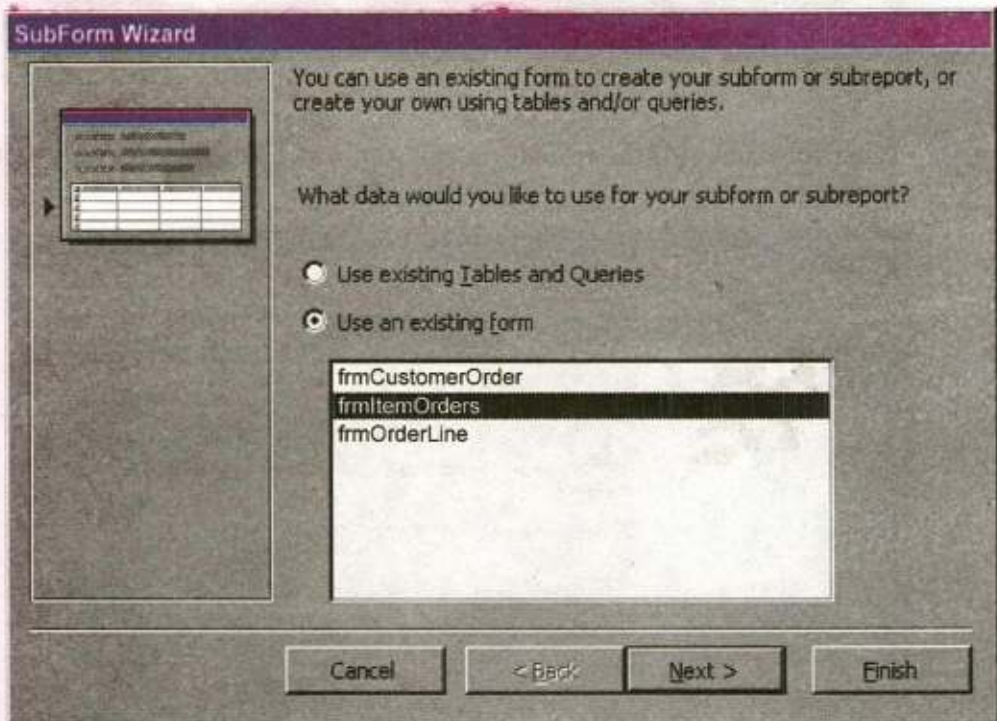 SubForm Wizard
You can use an existing form to create your subform or subreport, or
create your own using tables and/or queries.
What data would you like to use for your subform or subreport?
Use existing Tables and Queries
Use an existing form
frmCustomerOrder
frmItemOrders
frmOrderLine
Cancel
< Back
Next >
Finish